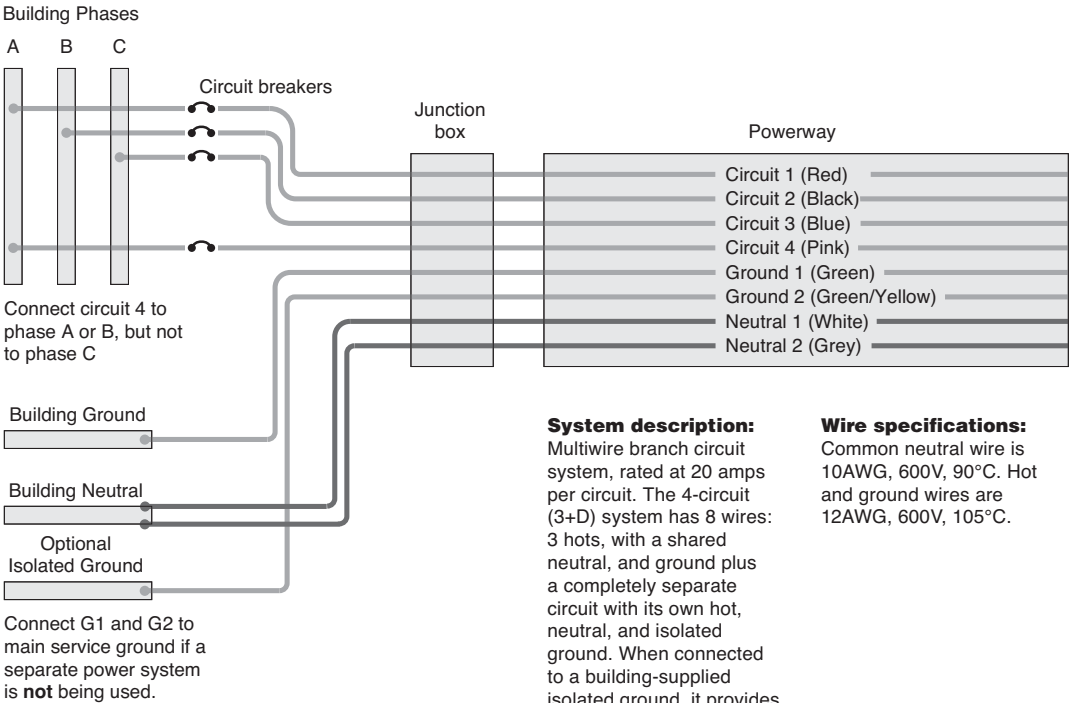 Building Phases
A B C
Circuit breakers
Junction
box
Powerway
Circuit 1 (Red)
Circuit 2 (Black)
Circuit 3 (Blue)
Circuit 4 (Pink)
Ground 1 (Green)
Ground 2 (Green/Yellow)
Neutral 1 (White)
Neutral 2 (Grey)
Connect circuit 4 to
phase A or B, but not
to phase C
Building Ground
Building Neutral
Optional
Isolated Ground
Connect G1 and G2 to
main service ground if a
separate power system
is not being used.
System description:
Multiwire branch circuit
system, rated at 20 amps
per circuit. The 4-circuit
(3+D) system has 8 wires:
3 hots, with a shared
neutral, and ground plus
a completely separate
circuit with its own hot,
neutral, and isolated
ground. When connected
to a building-supplied
isolated ground, it provides
Wire specifications:
Common neutral wire is
10AWG, 600V, 90°C. Hot
and ground wires are
12AWG, 600V, 105°C.